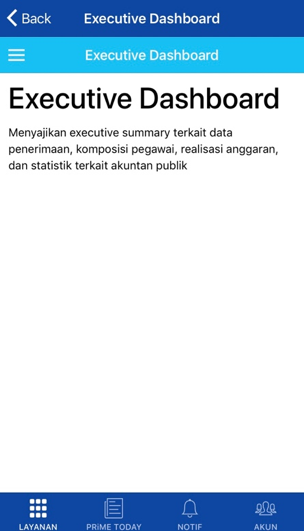 Back
Executive Dashboard
Executive Dashboard
Executive Dashboard
Menyajikan executive summary terkait data
penerimaan, komposisi pegawai, realisasi anggaran,
dan statistik terkait akuntan publik
LAYANAN
PRIME TODAY
NOTIF
AKUN